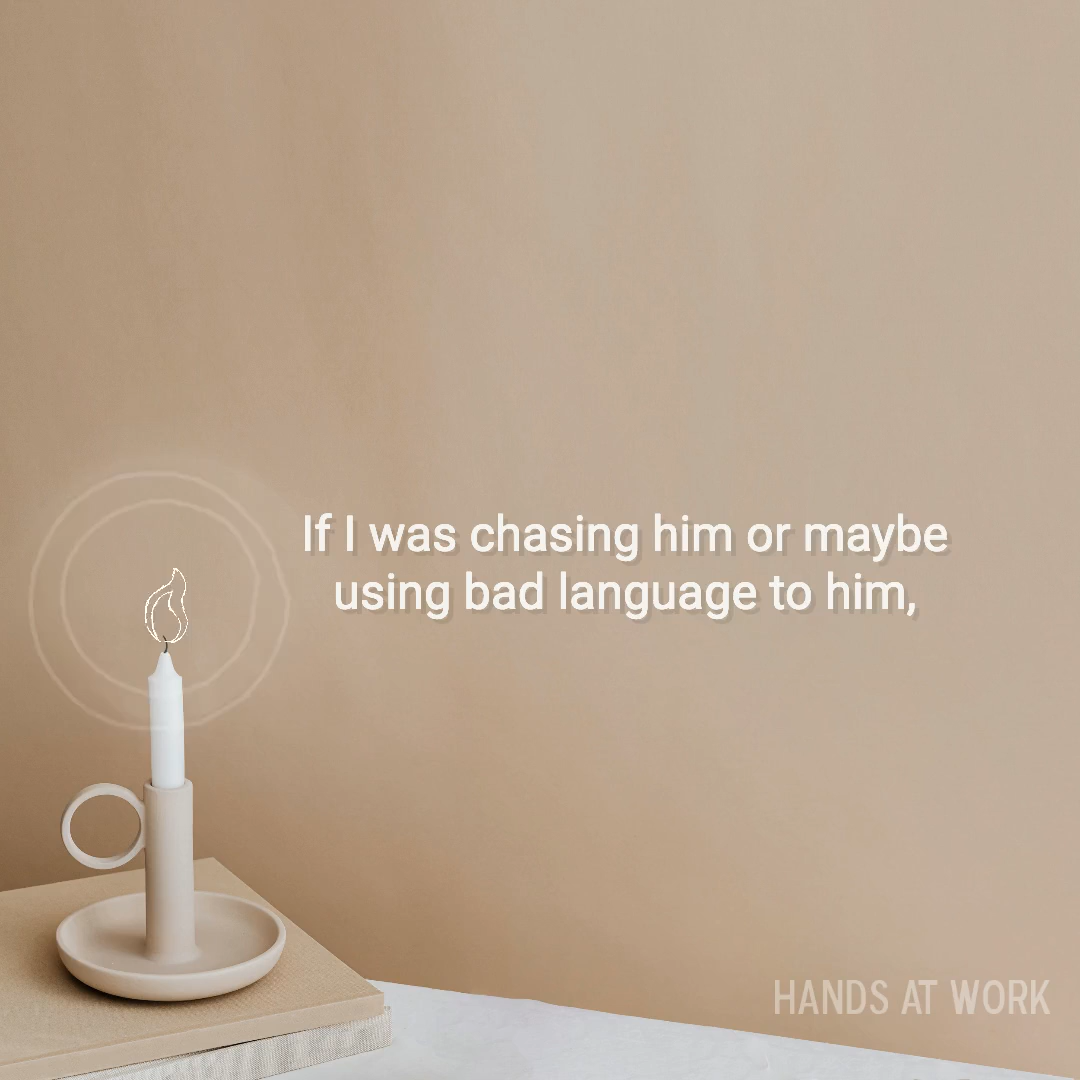 If I was chasing him or maybe
using bad language to him,
HANDS AT WORK